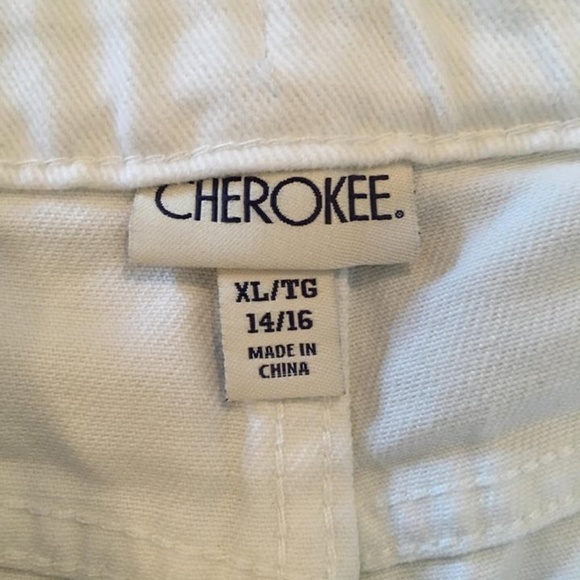 CHEROKEE®
XL/TG
14/16
MADE IN
CHINA